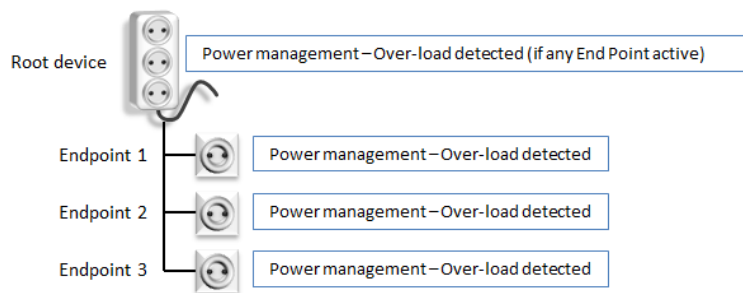 Root device
Power management – Over-load detected (if any End Point active)
Endpoint 1
Power management – Over-load detected
Endpoint 2
Power management – Over-load detected
Endpoint 3
Power management – Over-load detected